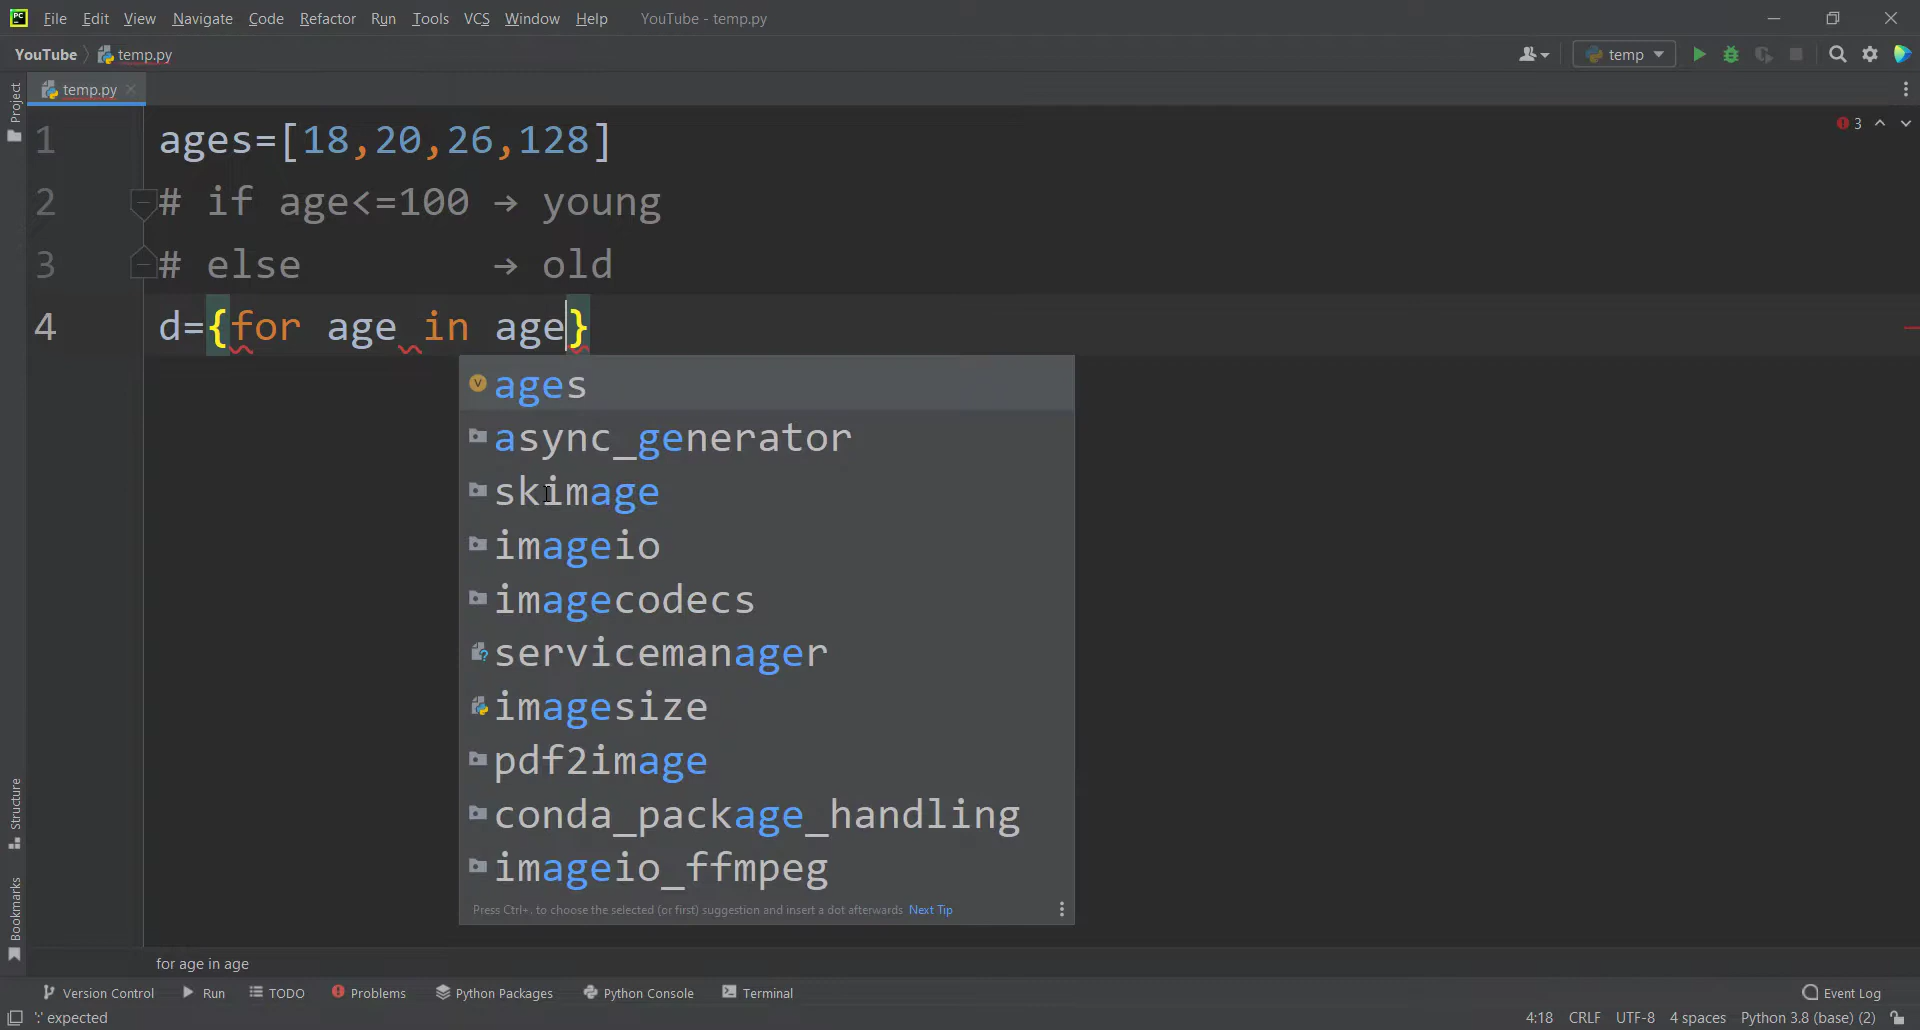 File Edit View Navigate Code Refactor Run Tools VCS Window Help YouTube - temp.py
YouTube temp.py temp
temp.py
Project
1 ages=[18,20,26,128]
3
2 # if age<=100 → young
3 # else → old
4 d={for age in age}
ages
async_generator
skimage
imageio
imagecodecs
servicemanager
imagesize
pdf2image
conda_package_handling
imageio_ffmpeg
Press Ctrl+. to choose the selected (or first) suggestion and insert a dot afterwards Next Tip
Structure
Bookmarks
for age in age
Version Control Run TODO Problems Python Packages Python Console Terminal Event Log
':' expected 4:18 CRLF UTF-8 4 spaces Python 3.8 (base) (2)